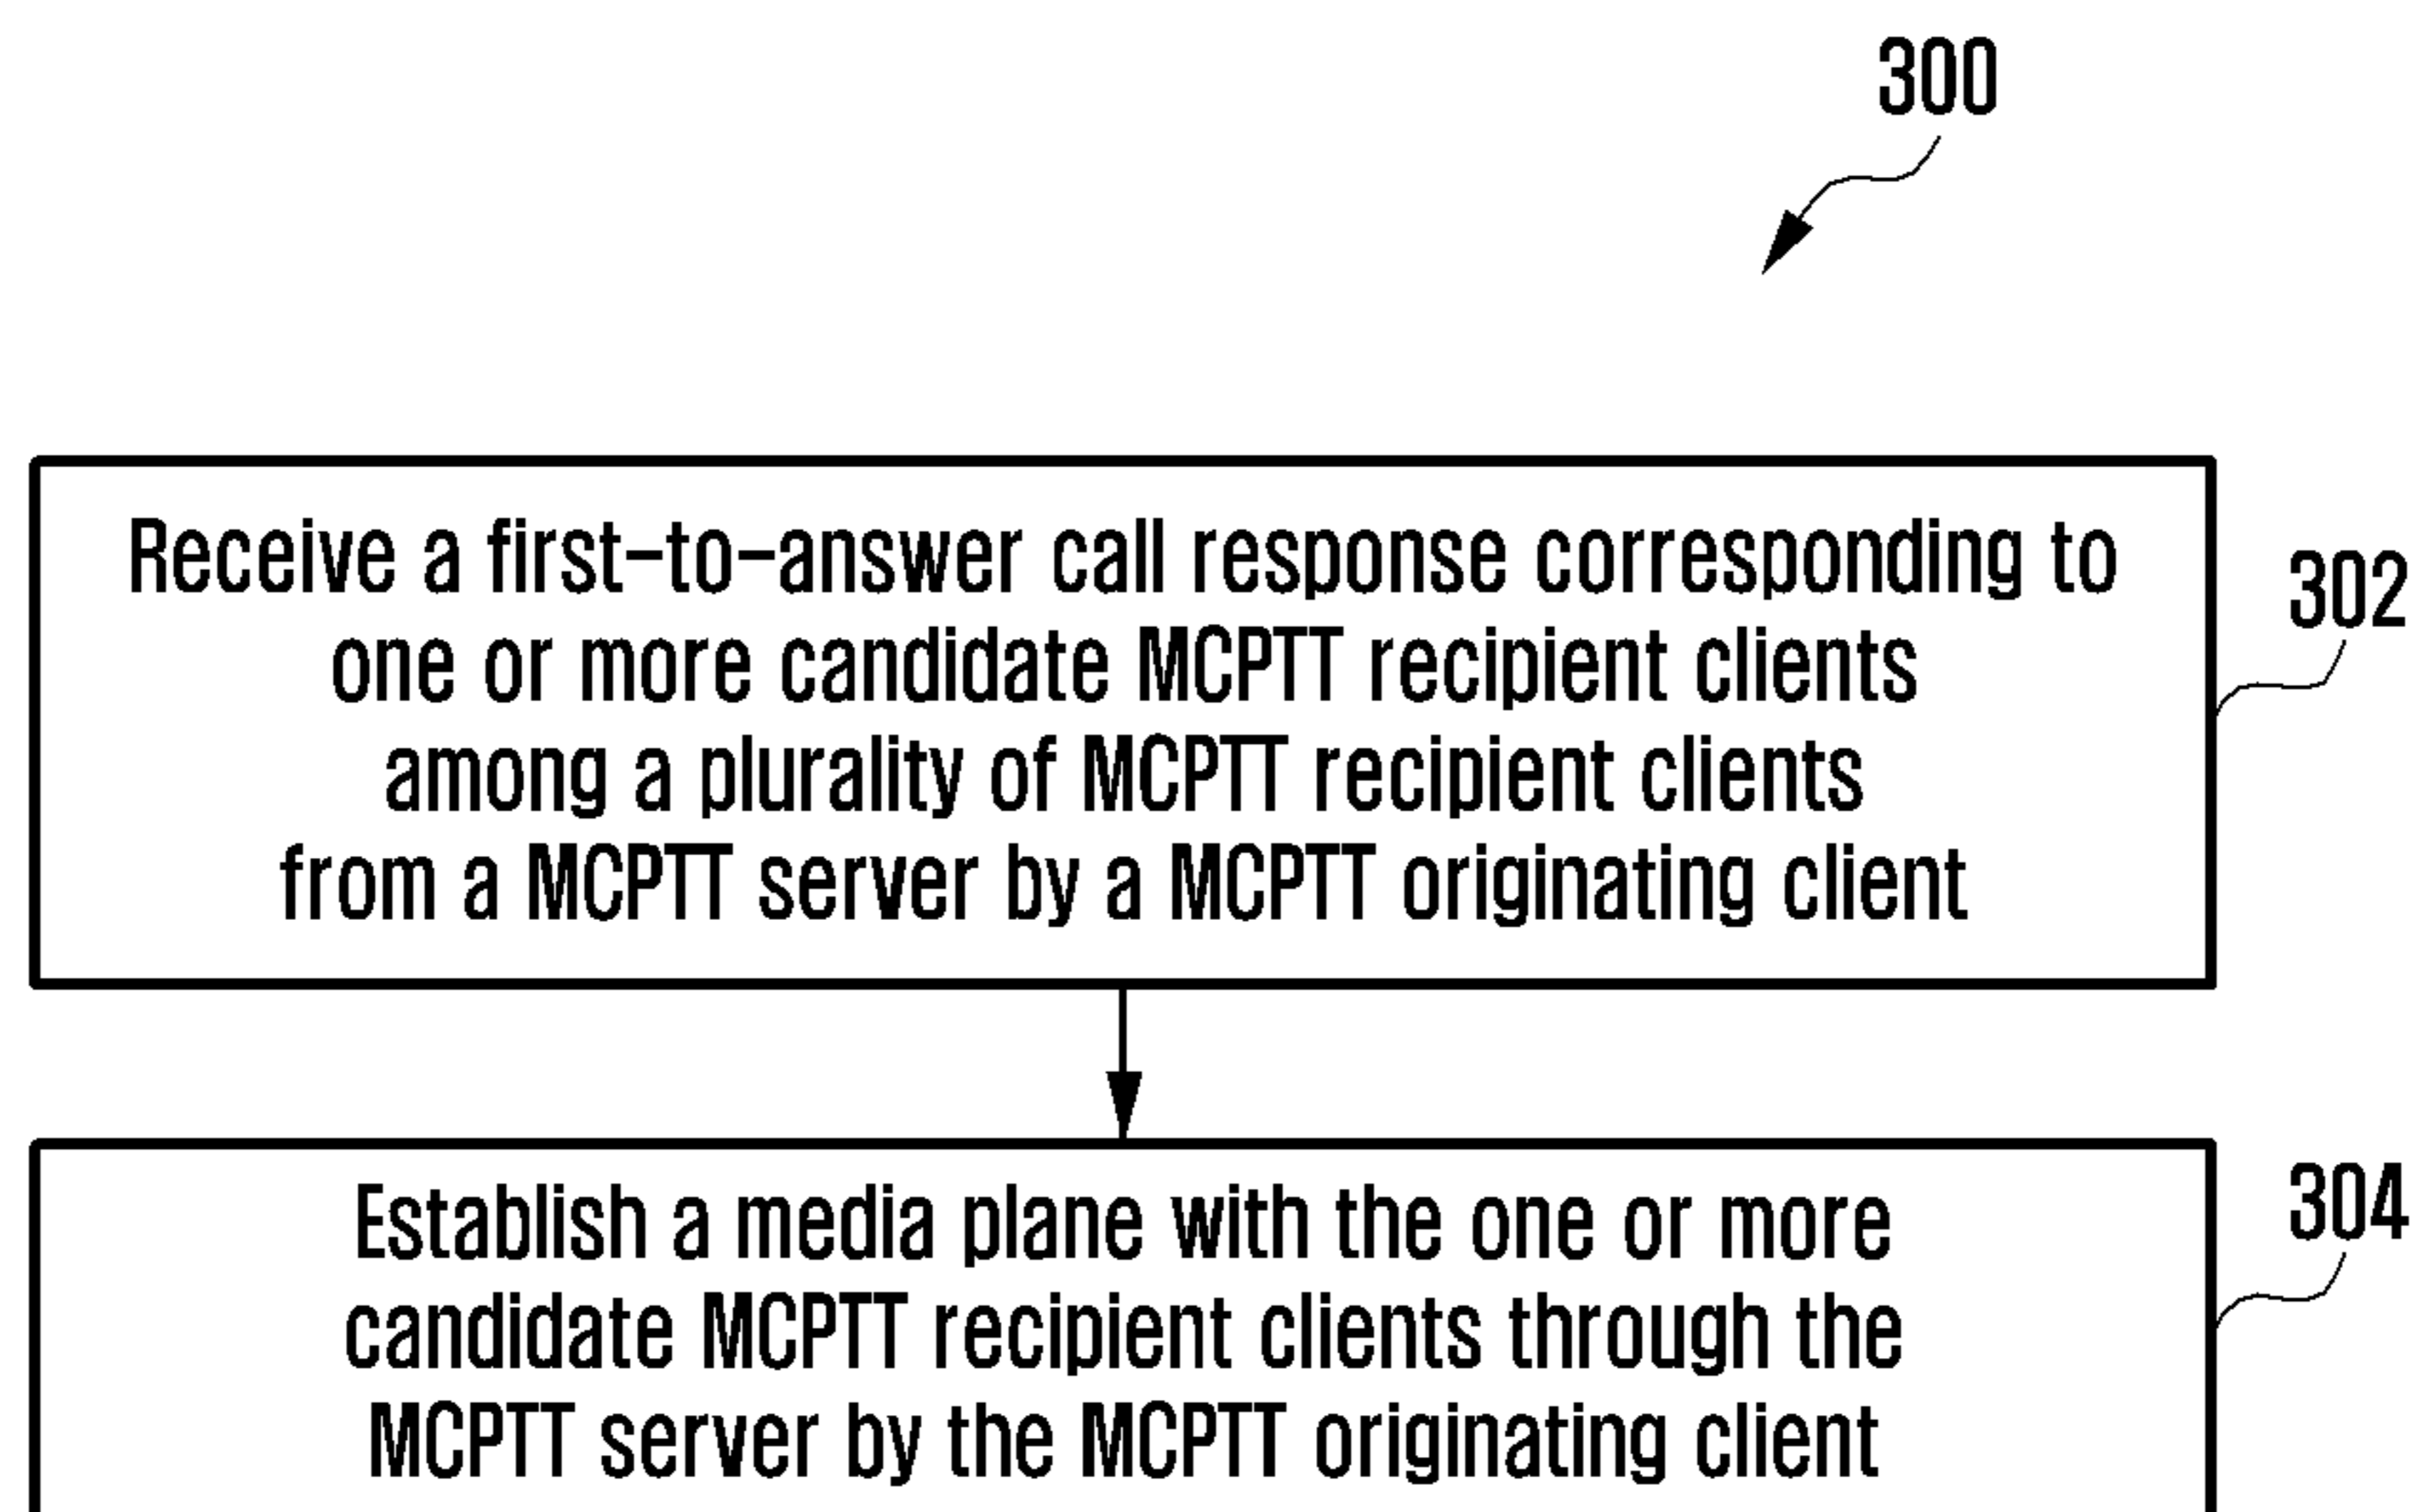 300
Receive a first–to–answer call response corresponding to
one or more candidate MCPTT recipient clients
among a plurality of MCPTT recipient clients
from a MCPTT server by a MCPTT originating client
302
Establish a media plane with the one or more
candidate MCPTT recipient clients through the
MCPTT server by the MCPTT originating client
304